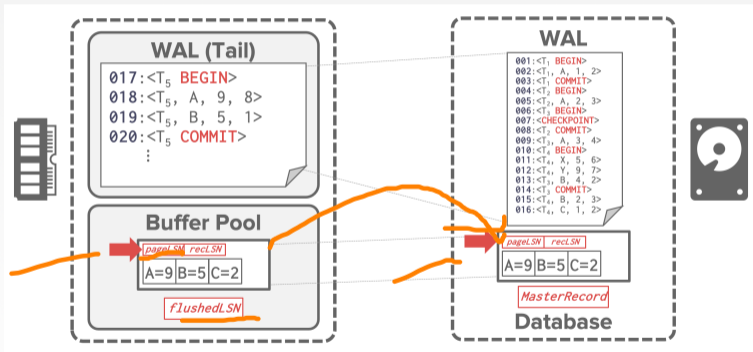 WAL (Tail)
017:<T5 BEGIN>
018:<T5, A, 9, 8>
019:<T5, B, 5, 1>
020:<T5 COMMIT>
⋮
Buffer Pool
pageLSN recLSN
A=9 B=5 C=2
flushedLSN
WAL
001:<T1 BEGIN>
002:<T1, A, 1, 2>
003:<T1 COMMIT>
004:<T2 BEGIN>
005:<T2, A, 2, 3>
006:<T3 BEGIN>
007:<CHECKPOINT>
008:<T2 COMMIT>
009:<T3, A, 3, 4>
010:<T4 BEGIN>
011:<T4, X, 5, 6>
012:<T4, Y, 9, 7>
013:<T3, B, 4, 2>
014:<T3 COMMIT>
015:<T4, B, 2, 3>
016:<T4, C, 1, 2>
pageLSN recLSN
A=9 B=5 C=2
MasterRecord
Database